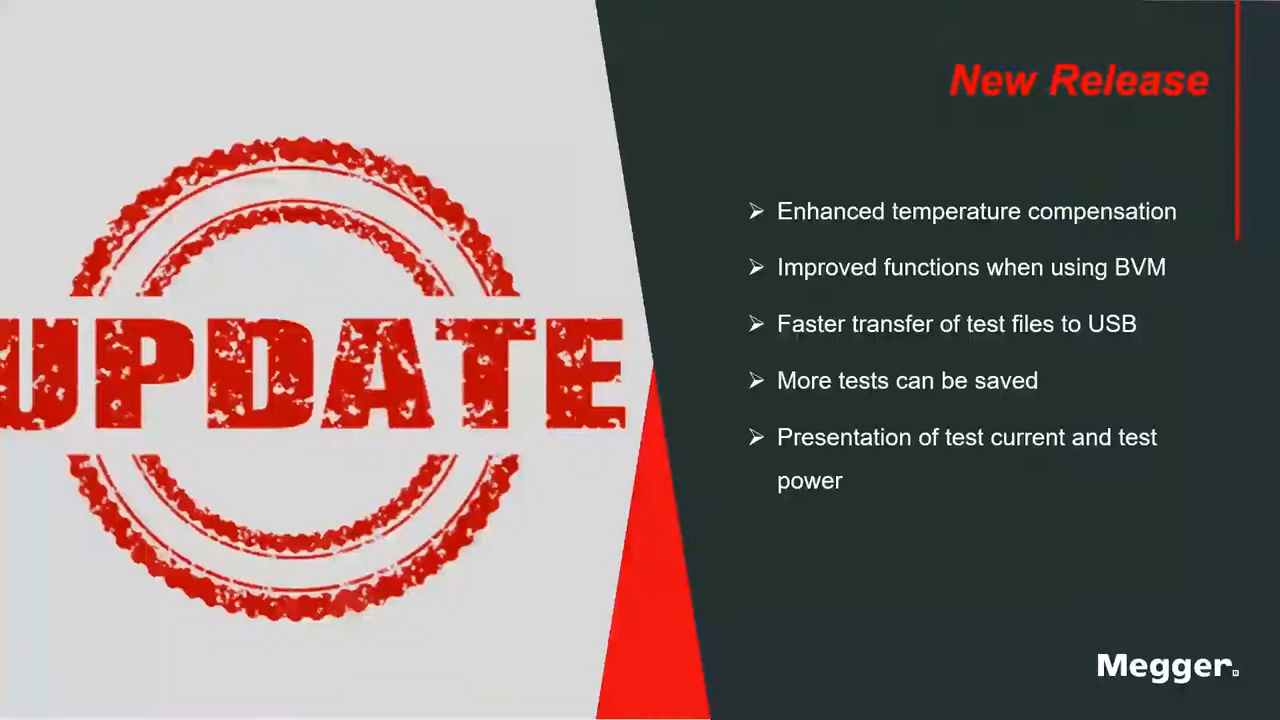 UPDATE
New Release
➢ Enhanced temperature compensation
➢ Improved functions when using BVM
➢ Faster transfer of test files to USB
➢ More tests can be saved
➢ Presentation of test current and test
power
Megger